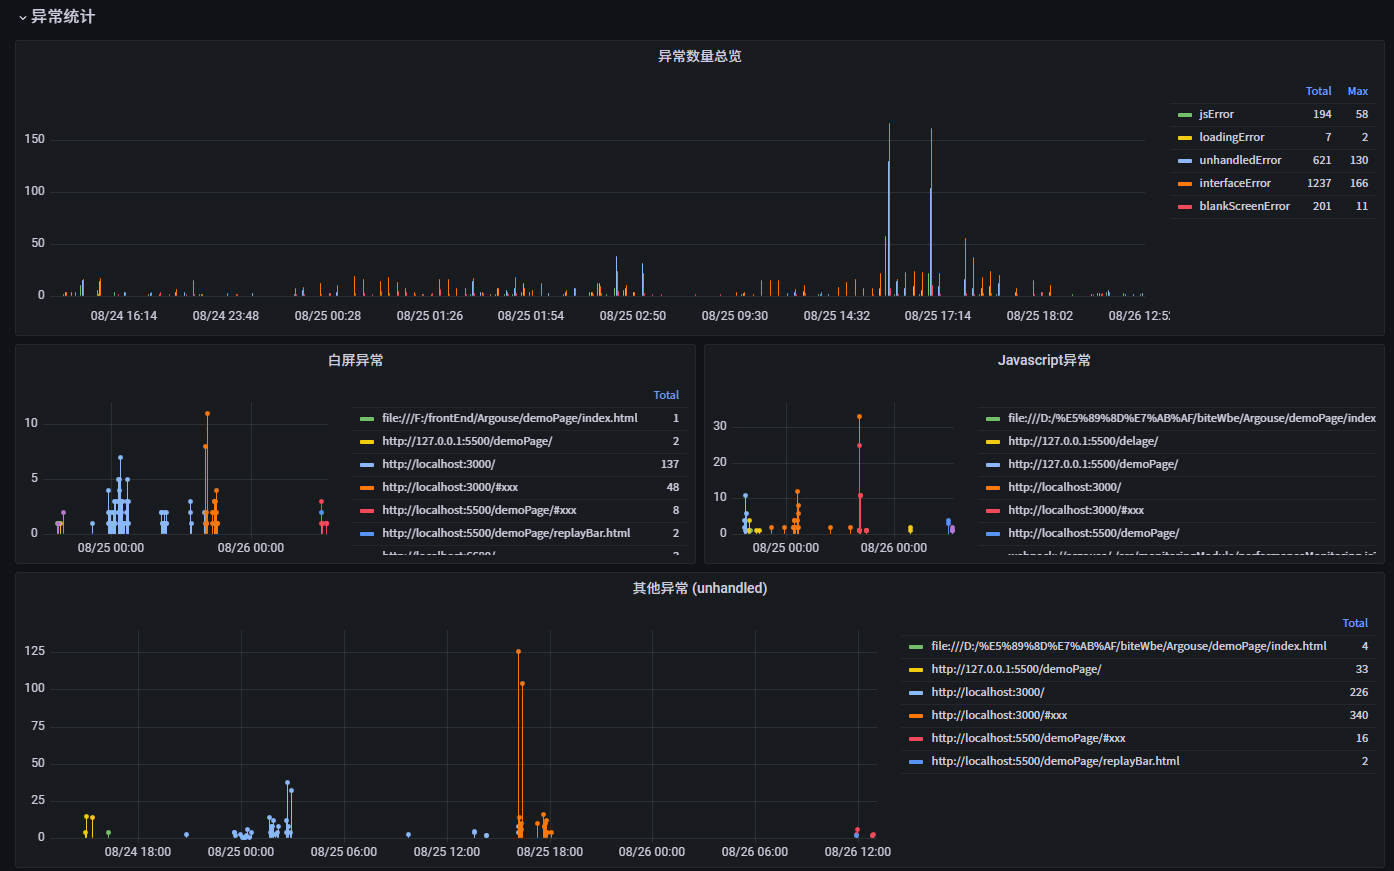 异常统计
异常数量总览
Total Max
jsError 194 58
loadingError 7 2
unhandledError 621 130
interfaceError 1237 166
blankScreenError 201 11
150
100
50
0
08/24 16:14 08/24 23:48 08/25 00:28 08/25 01:26 08/25 01:54 08/25 02:50 08/25 09:30 08/25 14:32 08/25 17:14 08/25 18:02 08/26 12:52
白屏异常
Total
file:///F:/frontEnd/Argouse/demoPage/index.html 1
http://127.0.0.1:5500/demoPage/ 2
http://localhost:3000/ 137
http://localhost:3000/#xxx 48
http://localhost:5500/demoPage/#xxx 8
http://localhost:5500/demoPage/replayBar.html 2
10
5
0
08/25 00:00 08/26 00:00
Javascript异常
file:///D:/%E5%89%8D%E7%AB%AF/biteWbe/Argouse/demoPage/index
http://127.0.0.1:5500/delage/
http://127.0.0.1:5500/demoPage/
http://localhost:3000/
http://localhost:3000/#xxx
http://localhost:5500/demoPage/
30
20
10
0
08/25 00:00 08/26 00:00
其他异常 (unhandled)
Total
file:///D:/%E5%89%8D%E7%AB%AF/biteWbe/Argouse/demoPage/index.html 4
http://127.0.0.1:5500/demoPage/ 33
http://localhost:3000/ 226
http://localhost:3000/#xxx 340
http://localhost:5500/demoPage/#xxx 16
http://localhost:5500/demoPage/replayBar.html 2
125
100
75
50
25
0
08/24 18:00 08/25 00:00 08/25 06:00 08/25 12:00 08/25 18:00 08/26 00:00 08/26 06:00 08/26 12:00